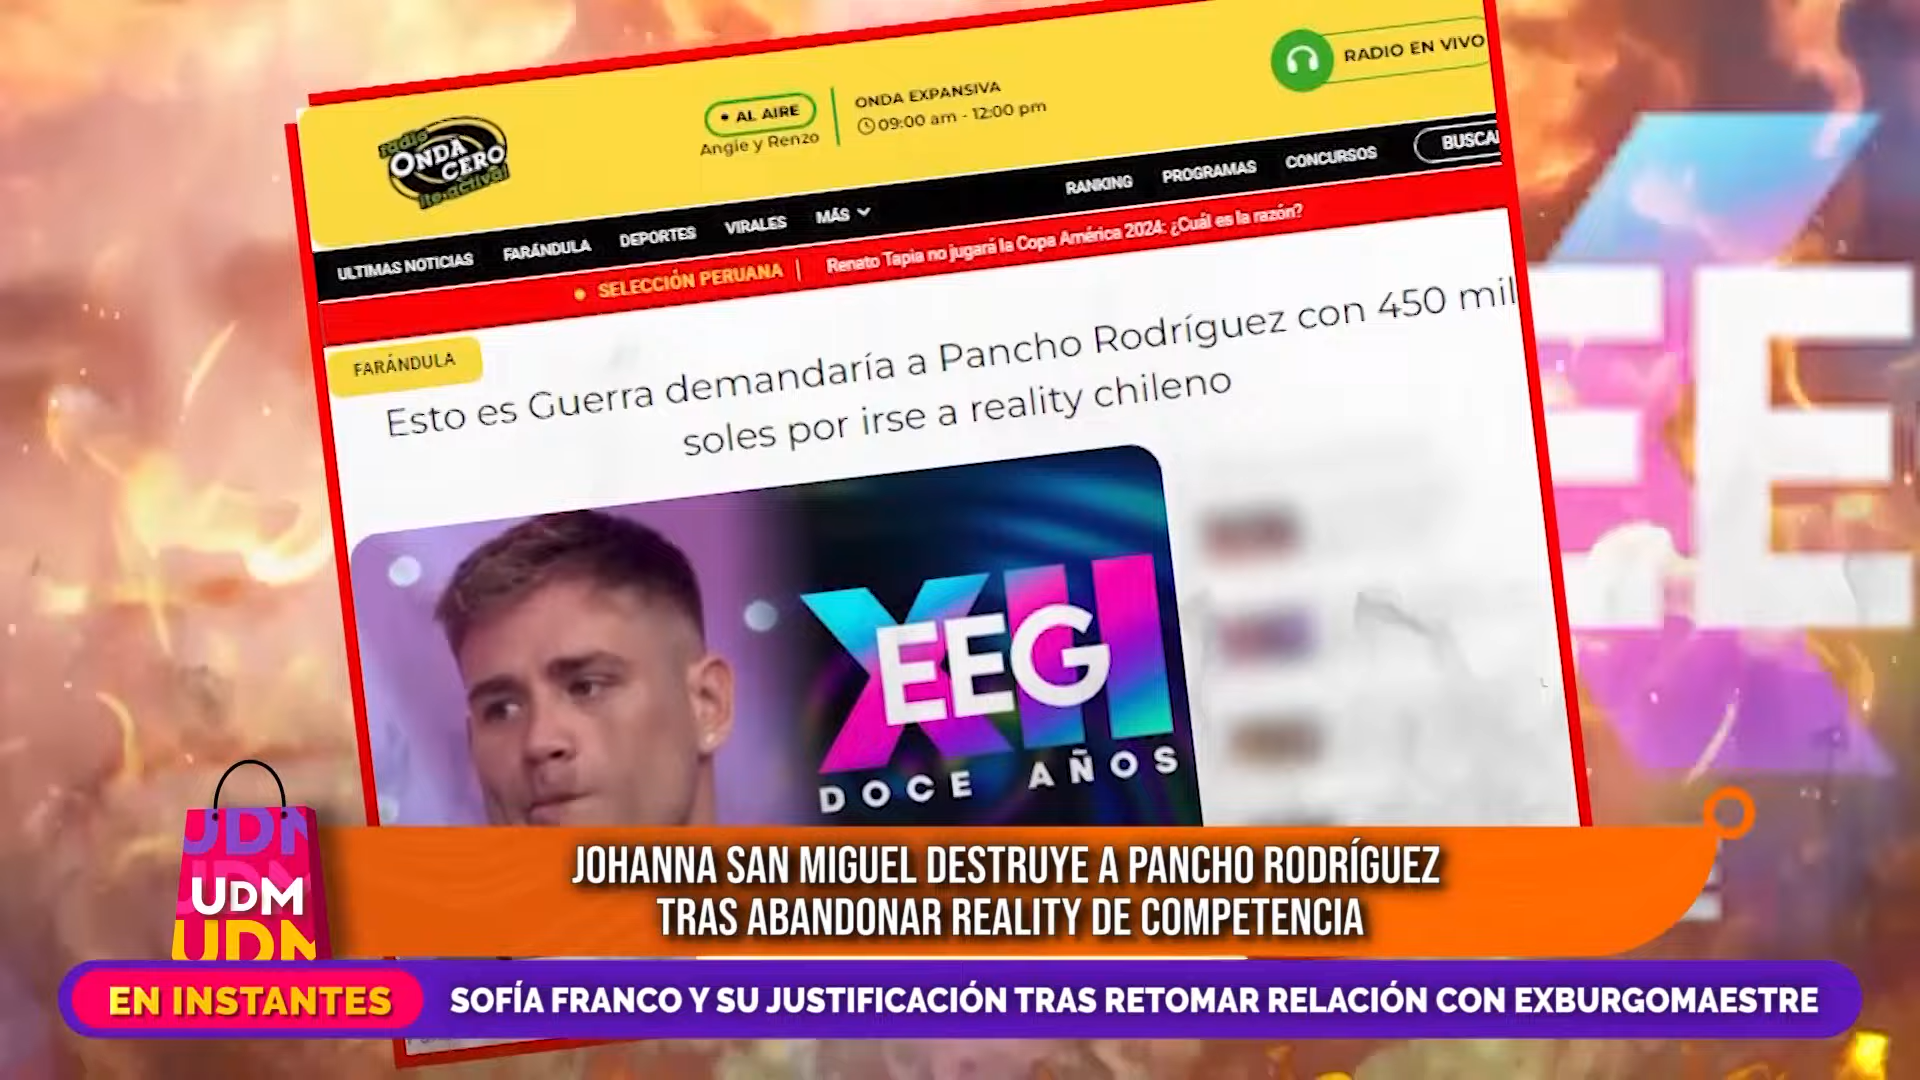 RADIO EN VIVO
AL AIRE
Angie y Renzo
ONDA EXPANSIVA
09:00 am - 12:00 pm
radio
ONDA
CERO
ULTIMAS NOTICIAS FARÁNDULA DEPORTES VIRALES MÁS RANKING PROGRAMAS CONCURSOS BUSCA
SELECCIÓN PERUANA | Renato Tapia no jugará la Copa América 2024: ¿Cuál es la razón?
FARÁNDULA
Esto es Guerra demandaría a Pancho Rodríguez con 450 mil
soles por irse a reality chileno
XII
EEG
DOCE AÑOS
EE
UDM
UDM
UDM
JOHANNA SAN MIGUEL DESTRUYE A PANCHO RODRÍGUEZ
TRAS ABANDONAR REALITY DE COMPETENCIA
EN INSTANTES
SOFÍA FRANCO Y SU JUSTIFICACIÓN TRAS RETOMAR RELACIÓN CON EXBURGOMAESTRE